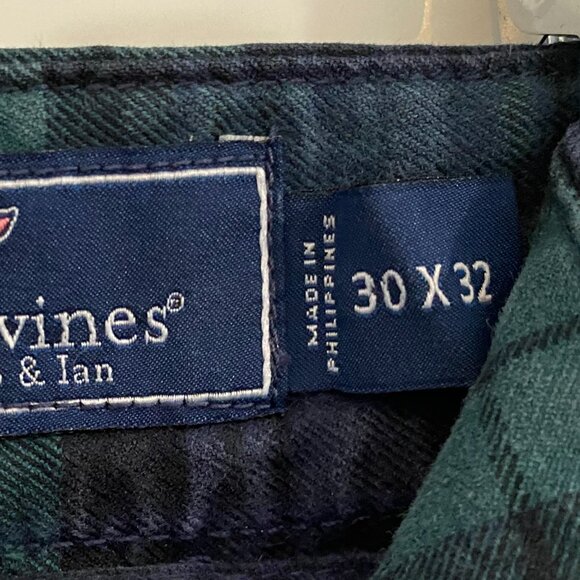 vines®
& Ian
MADE IN
PHILIPPINES
30 X 32